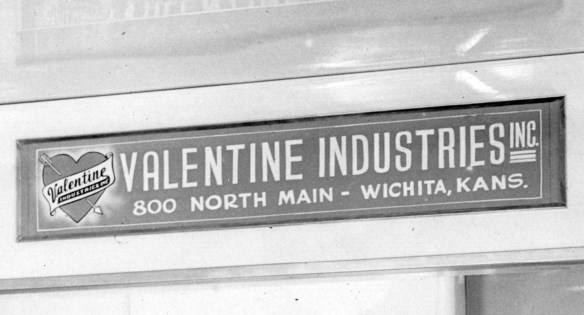 Valentine
INDUSTRIES INC
VALENTINE INDUSTRIES INC.
800 NORTH MAIN - WICHITA, KANS.